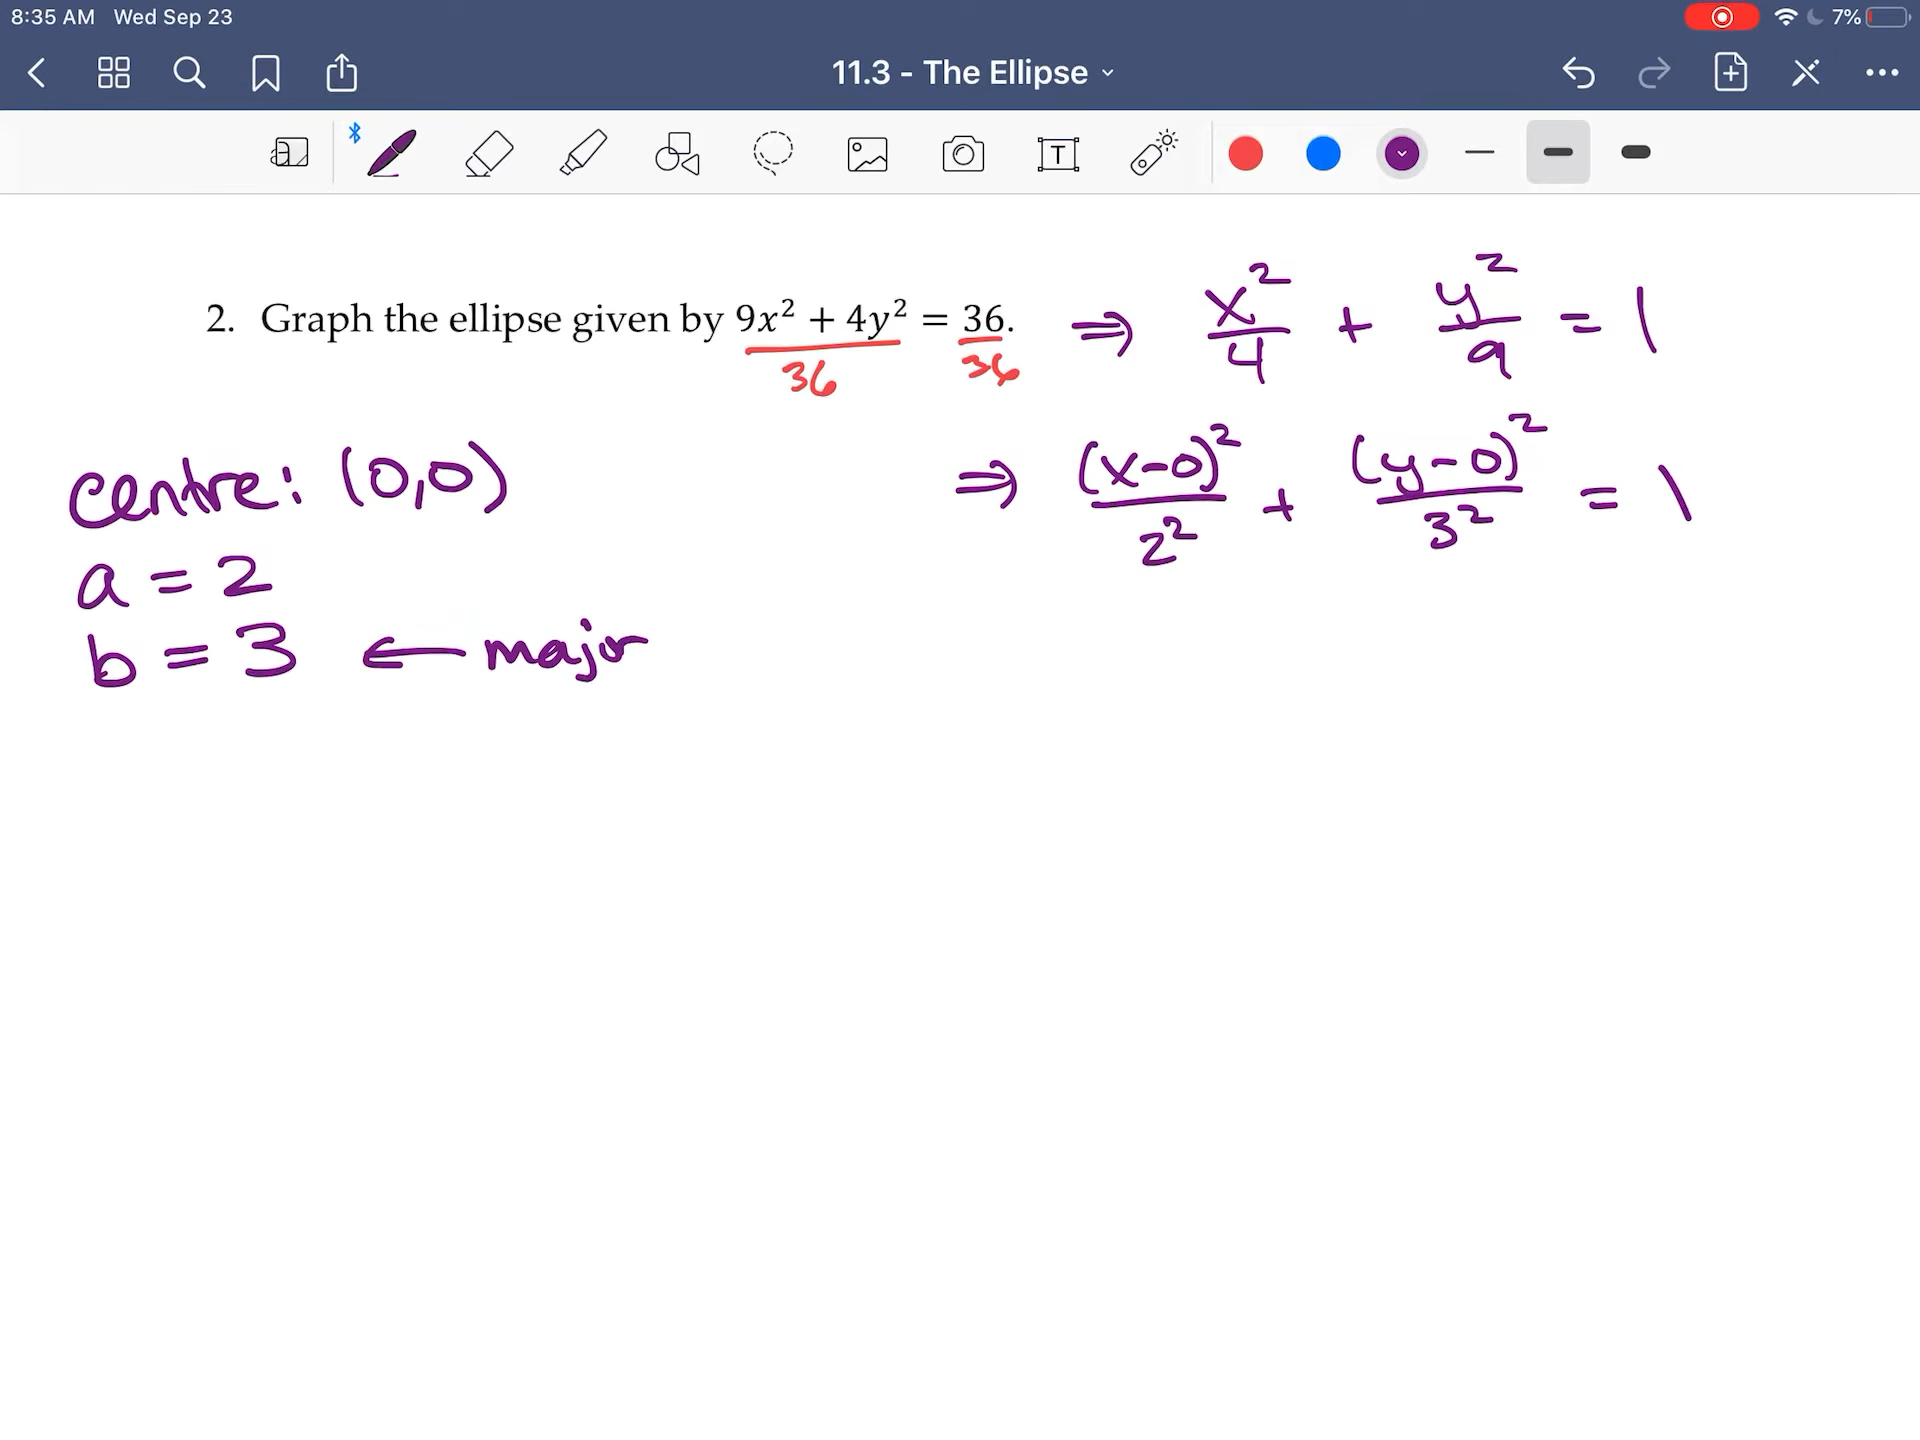 8:35 AM Wed Sep 23 7%
11.3 - The Ellipse
T
2. Graph the ellipse given by 9x² + 4y² = 36. ⇒ x²/4 + y²/9 = 1
36 36
centre: (0,0) ⇒ (x-0)²/2² + (y-0)²/3² = 1
a = 2
b = 3 ← major